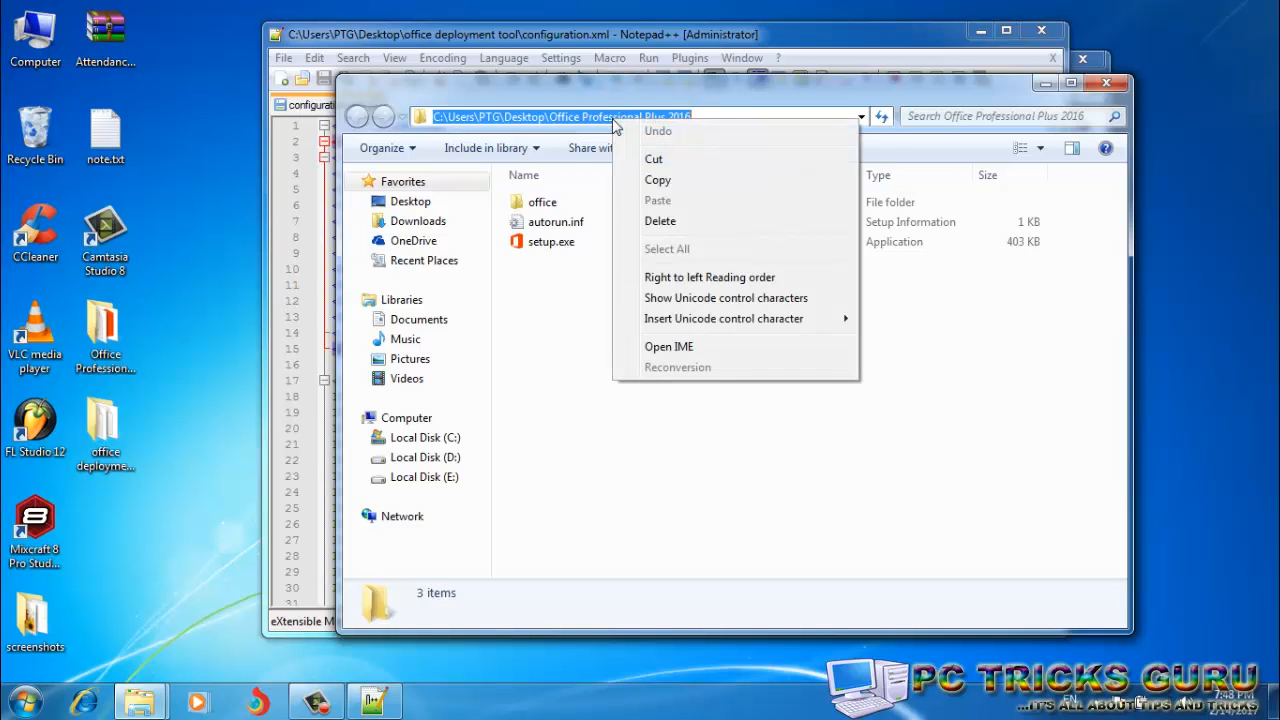 Computer
Attendanc...
Recycle Bin
note.txt
CCleaner
Camtasia
Studio 8
VLC media
player
Office
Profession...
FL Studio 12
office
deployme...
Mixcraft 8
Pro Stud...
screenshots
C:\Users\PTG\Desktop\office deployment tool\configuration.xml - Notepad++ [Administrator]
File Edit Search View Encoding Language Settings Macro Run Plugins Window ?
X
configurati
1
2
3
4
5
6
7
8
9
10
11
12
13
14
15
16
17
18
19
20
21
22
23
24
25
26
27
28
29
30
31
eXtensible M
C:\Users\PTG\Desktop\Office Professional Plus 2016
Search Office Professional Plus 2016
Organize Include in library Share wit
Favorites
Desktop
Downloads
OneDrive
Recent Places
Libraries
Documents
Music
Pictures
Videos
Computer
Local Disk (C:)
Local Disk (D:)
Local Disk (E:)
Network
Name Type Size
office File folder
autorun.inf Setup Information 1 KB
setup.exe Application 403 KB
Undo
Cut
Copy
Paste
Delete
Select All
Right to left Reading order
Show Unicode control characters
Insert Unicode control character
Open IME
Reconversion
3 items
PC TRICKS GURU
...IT'S ALL ABOUT TIPS AND TRICKS
EN
7:48 PM